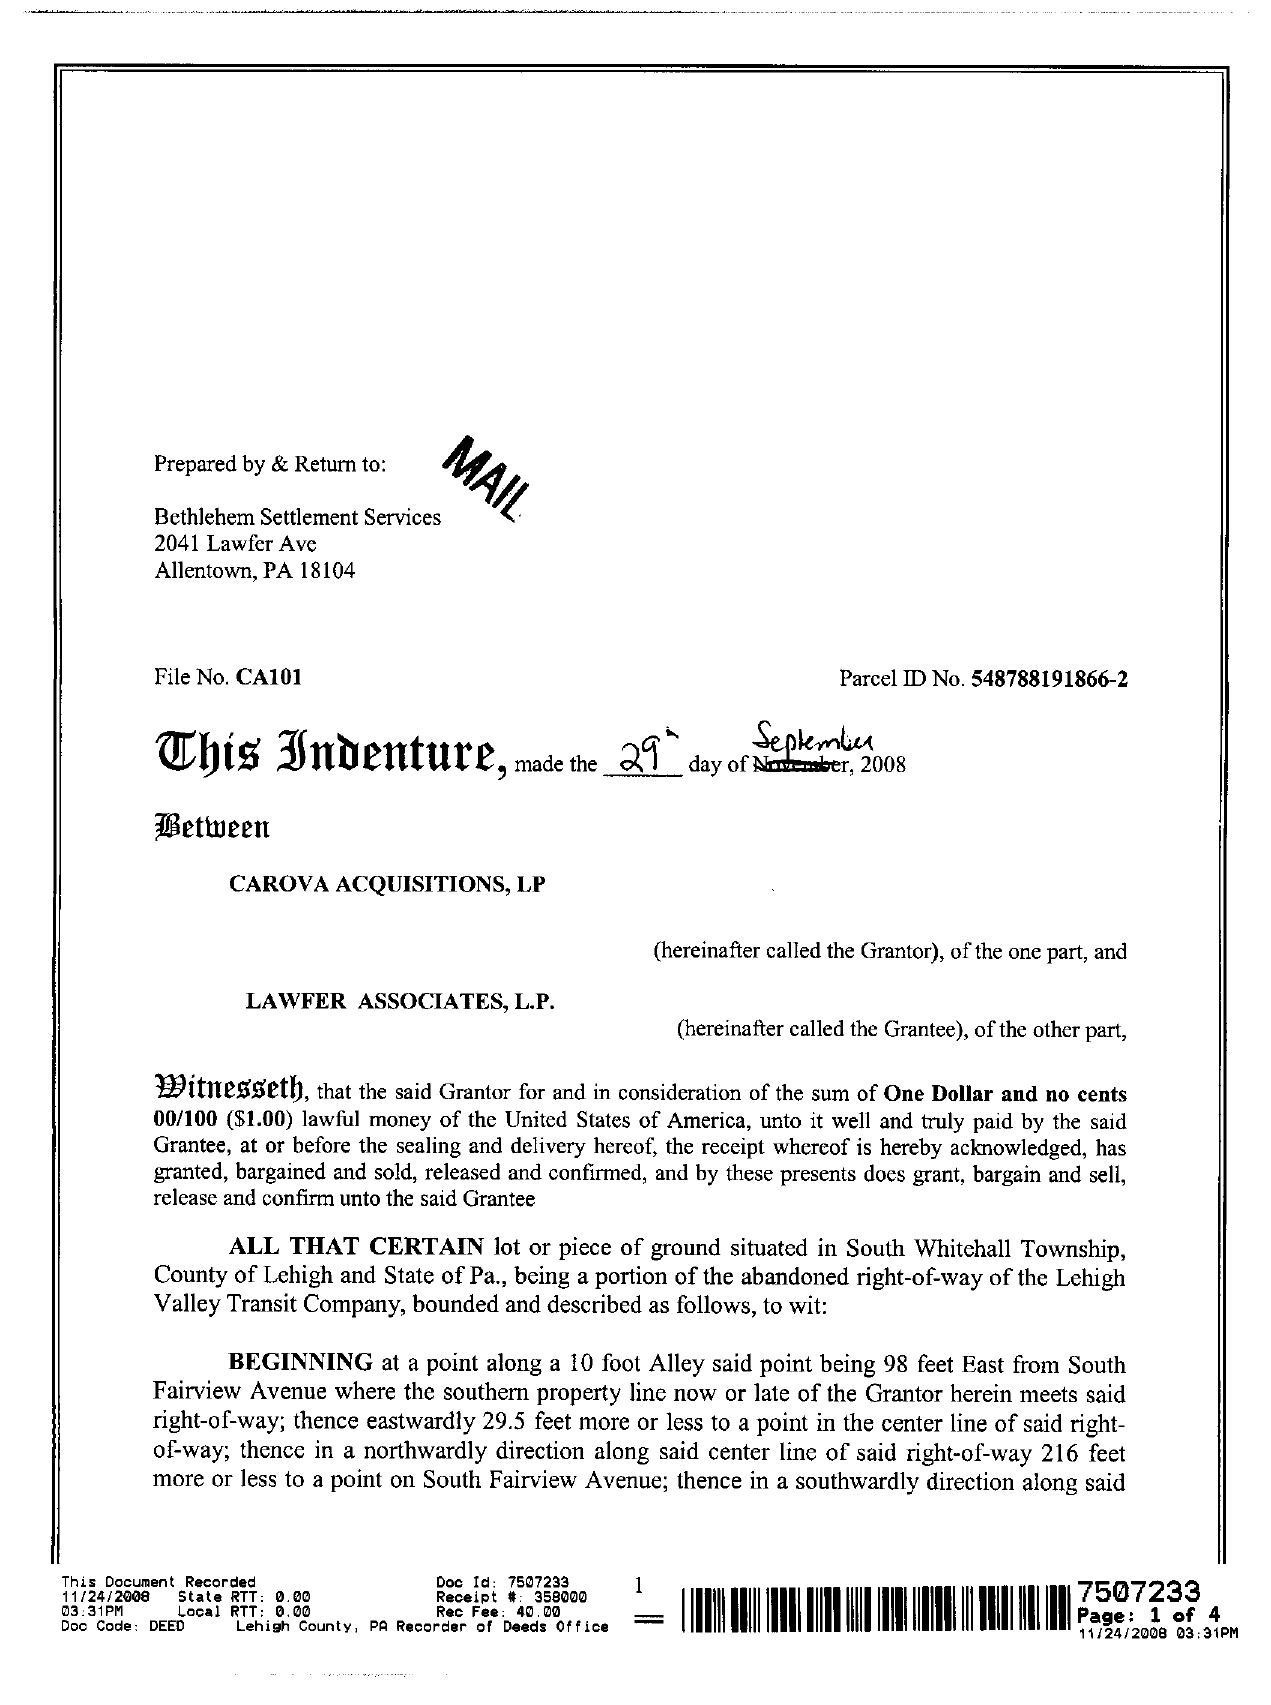 Prepared by & Return to:
MAIL
Bethlehem Settlement Services
2041 Lawfer Ave
Allentown, PA 18104
File No. CA101 Parcel ID No. 548788191866-2
September
This Indenture, made the 29th day of November, 2008
Between
CAROVA ACQUISITIONS, LP
(hereinafter called the Grantor), of the one part, and
LAWFER ASSOCIATES, L.P.
(hereinafter called the Grantee), of the other part,
Witnesseth, that the said Grantor for and in consideration of the sum of One Dollar and no cents
00/100 ($1.00) lawful money of the United States of America, unto it well and truly paid by the said
Grantee, at or before the sealing and delivery hereof, the receipt whereof is hereby acknowledged, has
granted, bargained and sold, released and confirmed, and by these presents does grant, bargain and sell,
release and confirm unto the said Grantee
ALL THAT CERTAIN lot or piece of ground situated in South Whitehall Township,
County of Lehigh and State of Pa., being a portion of the abandoned right-of-way of the Lehigh
Valley Transit Company, bounded and described as follows, to wit:
BEGINNING at a point along a 10 foot Alley said point being 98 feet East from South
Fairview Avenue where the southern property line now or late of the Grantor herein meets said
right-of-way; thence eastwardly 29.5 feet more or less to a point in the center line of said right-
of-way; thence in a northwardly direction along said center line of said right-of-way 216 feet
more or less to a point on South Fairview Avenue; thence in a southwardly direction along said
This Document Recorded Doc Id: 7507233
11/24/2008 State RTT: 0.00 Receipt #: 358000
03:31PM Local RTT: 0.00 Rec Fee: 40.00
Doc Code: DEED Lehigh County, PA Recorder of Deeds Office
1
7507233
Page: 1 of 4
11/24/2008 03:31PM